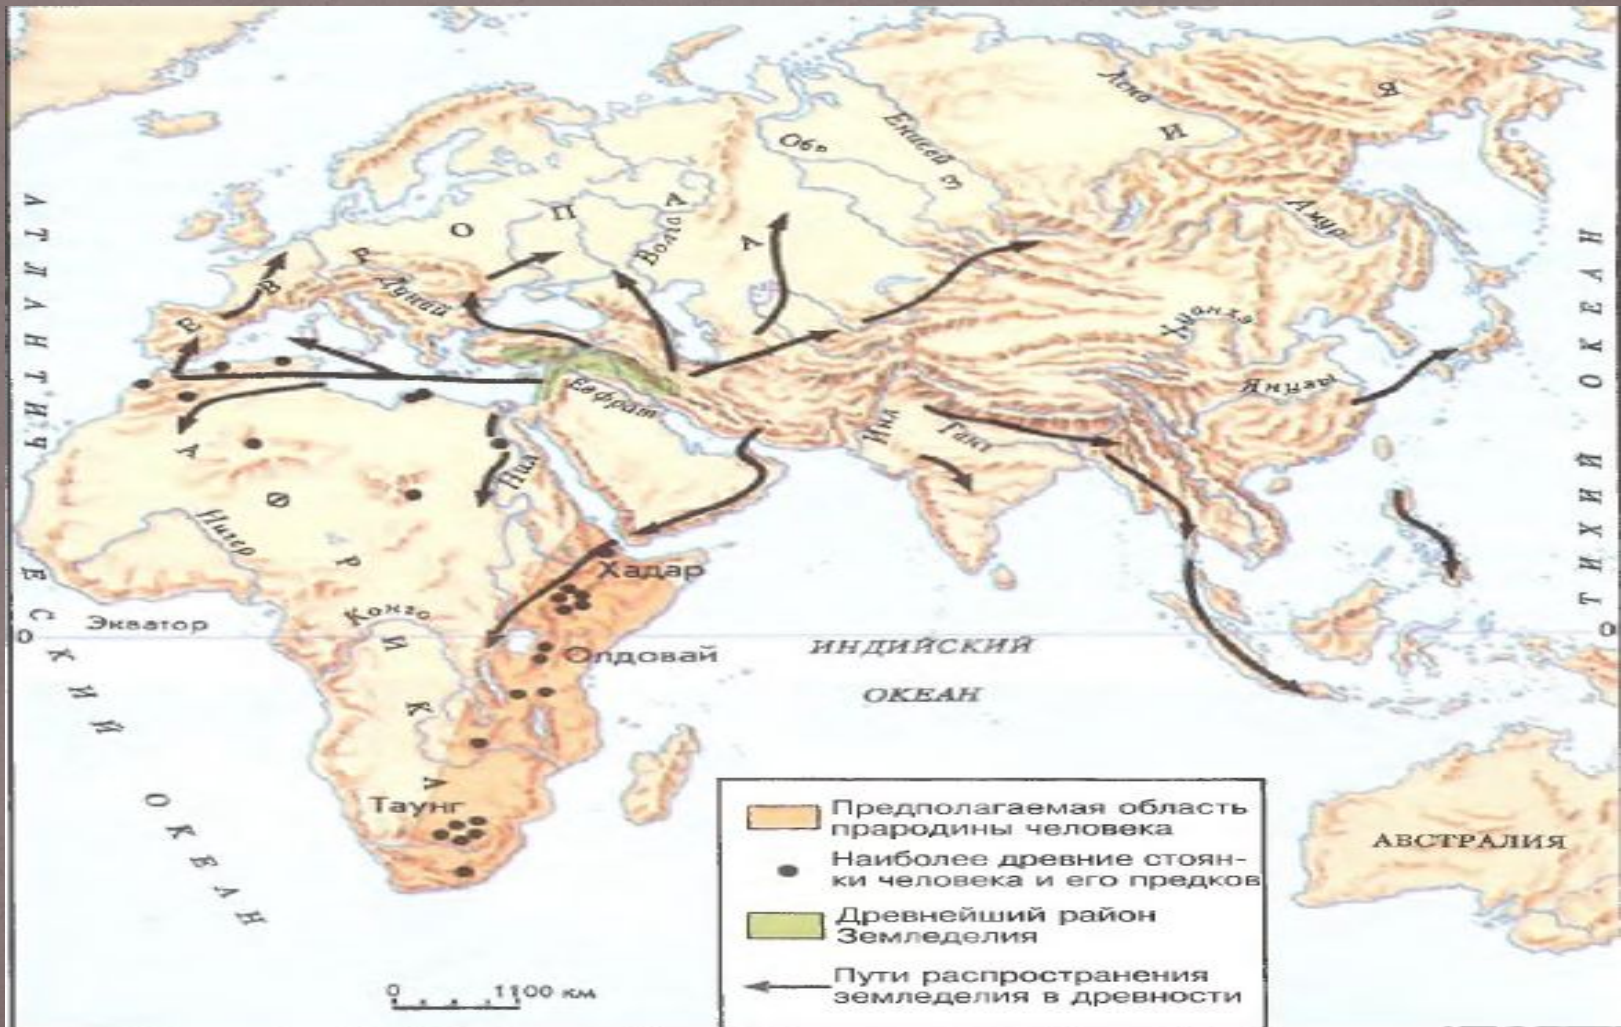 Лена
Обь
Енисей
Амур
Волга
Дунай
Хуанхэ
Янцзы
Евфрат
Инд
Ганг
Нил
Нигер
Конго
ЕВРОПА
АЗИЯ
АФРИКА
АТЛАНТИЧЕСКИЙ ОКЕАН
ТИХИЙ ОКЕАН
Хадар
Экватор
0
0
Олдовай
ИНДИЙСКИЙ
ОКЕАН
Таунг
АВСТРАЛИЯ
Предполагаемая область
прародины человека
Наиболее древние стоян-
ки человека и его предков
Древнейший район
Земледелия
Пути распространения
земледелия в древности
0 1100 км